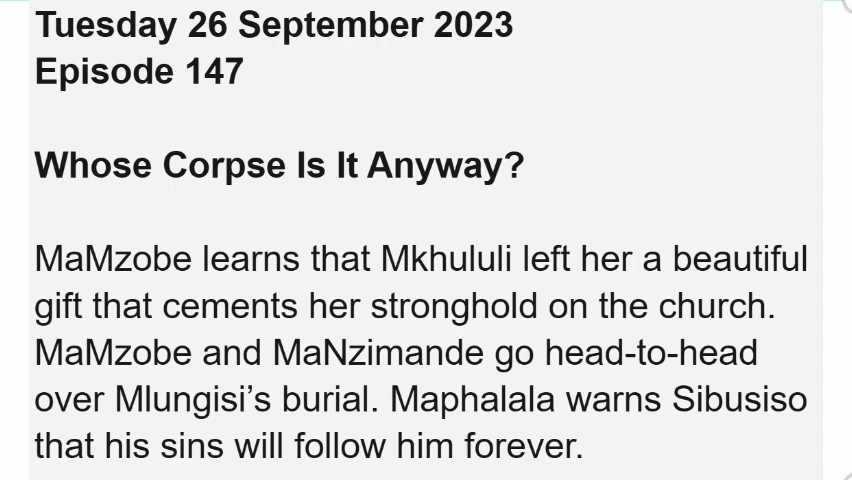 Tuesday 26 September 2023
Episode 147
Whose Corpse Is It Anyway?
MaMzobe learns that Mkhululi left her a beautiful
gift that cements her stronghold on the church.
MaMzobe and MaNzimande go head-to-head
over Mlungisi’s burial. Maphalala warns Sibusiso
that his sins will follow him forever.